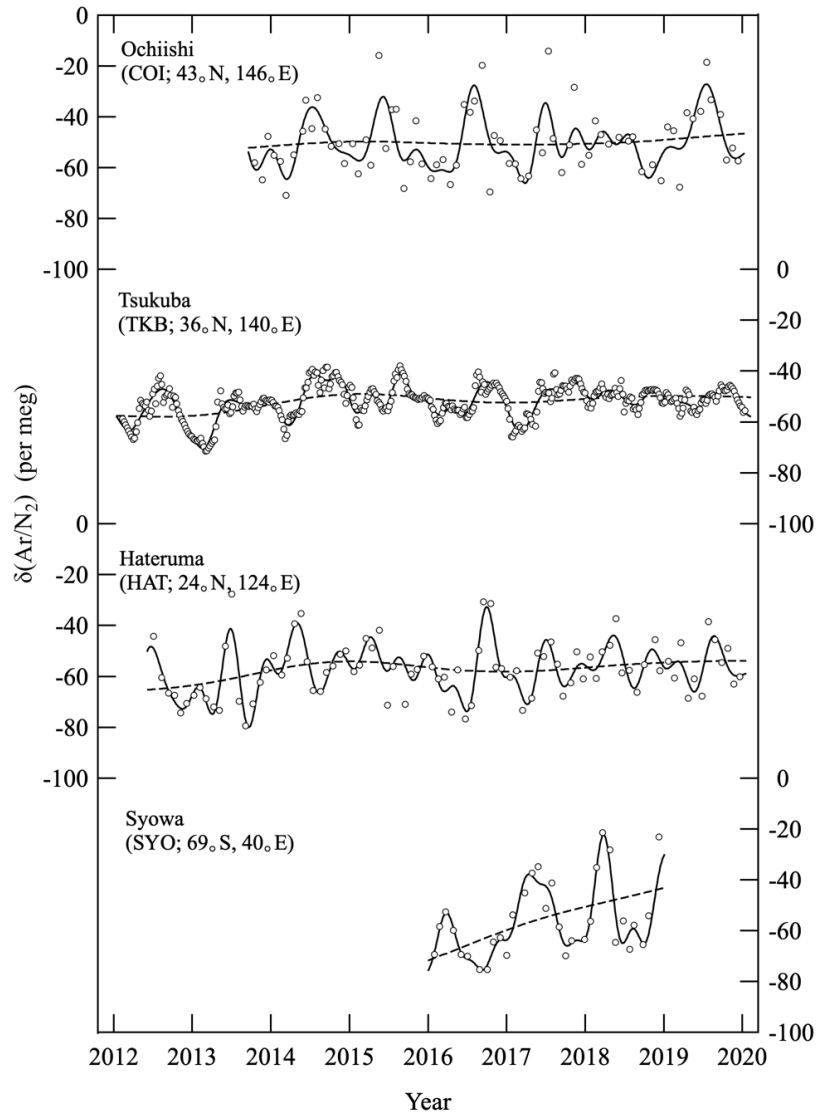 0
-20
-40
-60
-80
-100
Ochiishi
(COI; 43○N, 146○E)
0
-20
-40
-60
-80
-100
Tsukuba
(TKB; 36○N, 140○E)
0
-20
-40
-60
-80
-100
Hateruma
(HAT; 24○N, 124○E)
0
-20
-40
-60
-80
-100
Syowa
(SYO; 69○S, 40○E)
δ(Ar/N₂) (per meg)
2012 2013 2014 2015 2016 2017 2018 2019 2020
Year